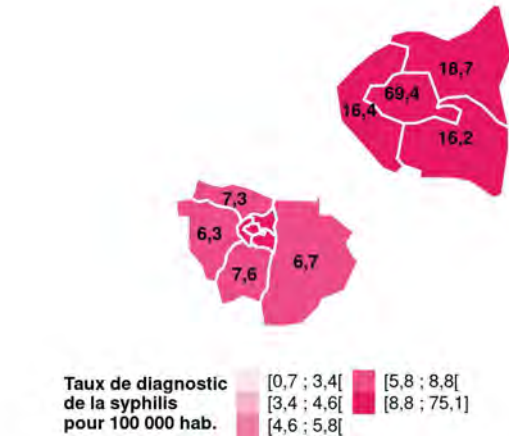 18,7
69,4
16,4
16,2
7,3
6,3
7,6
6,7
Taux de diagnostic
de la syphilis
pour 100 000 hab.
[0,7 ; 3,4[
[3,4 ; 4,6[
[4,6 ; 5,8[
[5,8 ; 8,8[
[8,8 ; 75,1]